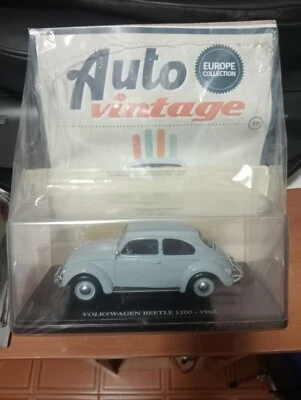 Auto
vintage
EUROPE
COLLECTION
VOLKSWAGEN BEETLE 1200 - 1960